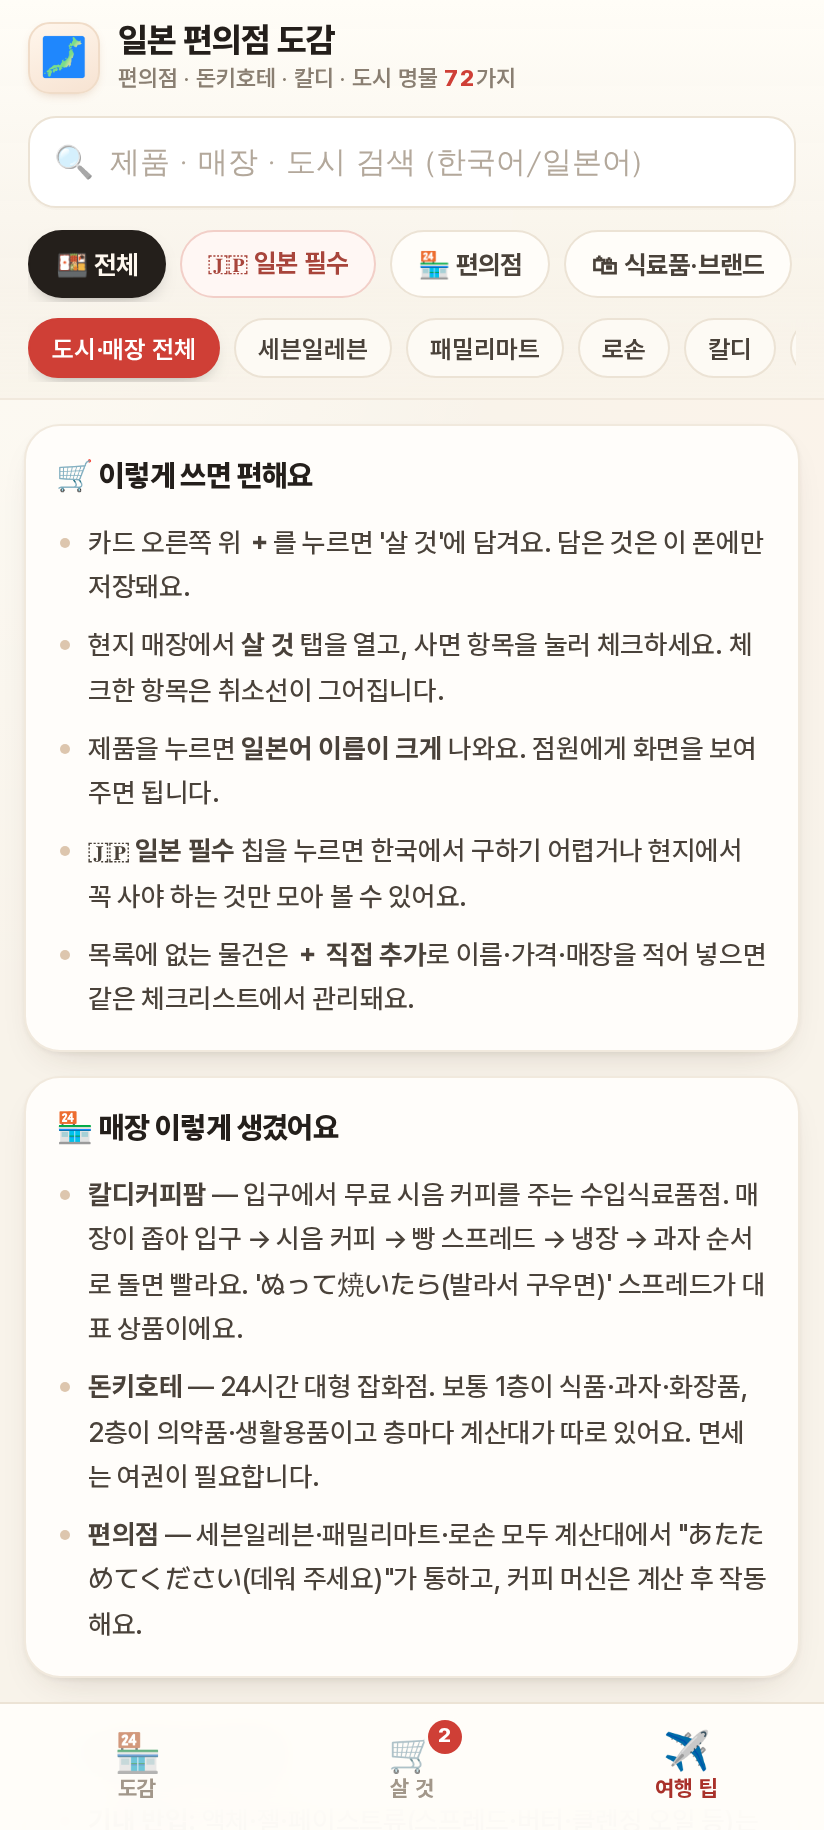 일본 편의점 도감
편의점 · 돈키호테 · 칼디 · 도시 명물 72가지
제품 · 매장 · 도시 검색 (한국어/일본어)
전체
JP 일본 필수
편의점
식료품·브랜드
도시·매장 전체
세븐일레븐
패밀리마트
로손
칼디
이렇게 쓰면 편해요
카드 오른쪽 위 +를 누르면 '살 것'에 담겨요. 담은 것은 이 폰에만
저장돼요.
현지 매장에서 살 것 탭을 열고, 사면 항목을 눌러 체크하세요. 체
크한 항목은 취소선이 그어집니다.
제품을 누르면 일본어 이름이 크게 나와요. 점원에게 화면을 보여
주면 됩니다.
JP 일본 필수 칩을 누르면 한국에서 구하기 어렵거나 현지에서
꼭 사야 하는 것만 모아 볼 수 있어요.
목록에 없는 물건은 + 직접 추가로 이름·가격·매장을 적어 넣으면
같은 체크리스트에서 관리돼요.
24
매장 이렇게 생겼어요
칼디커피팜 — 입구에서 무료 시음 커피를 주는 수입식료품점. 매
장이 좁아 입구 → 시음 커피 → 빵 스프레드 → 냉장 → 과자 순서
로 돌면 빨라요. 'ぬって焼いたら(발라서 구우면)' 스프레드가 대
표 상품이에요.
돈키호테 — 24시간 대형 잡화점. 보통 1층이 식품·과자·화장품,
2층이 의약품·생활용품이고 층마다 계산대가 따로 있어요. 면세
는 여권이 필요합니다.
편의점 — 세븐일레븐·패밀리마트·로손 모두 계산대에서 "あたた
めてください(데워 주세요)"가 통하고, 커피 머신은 계산 후 작동
해요.
24
2
도감
살 것
여행 팁